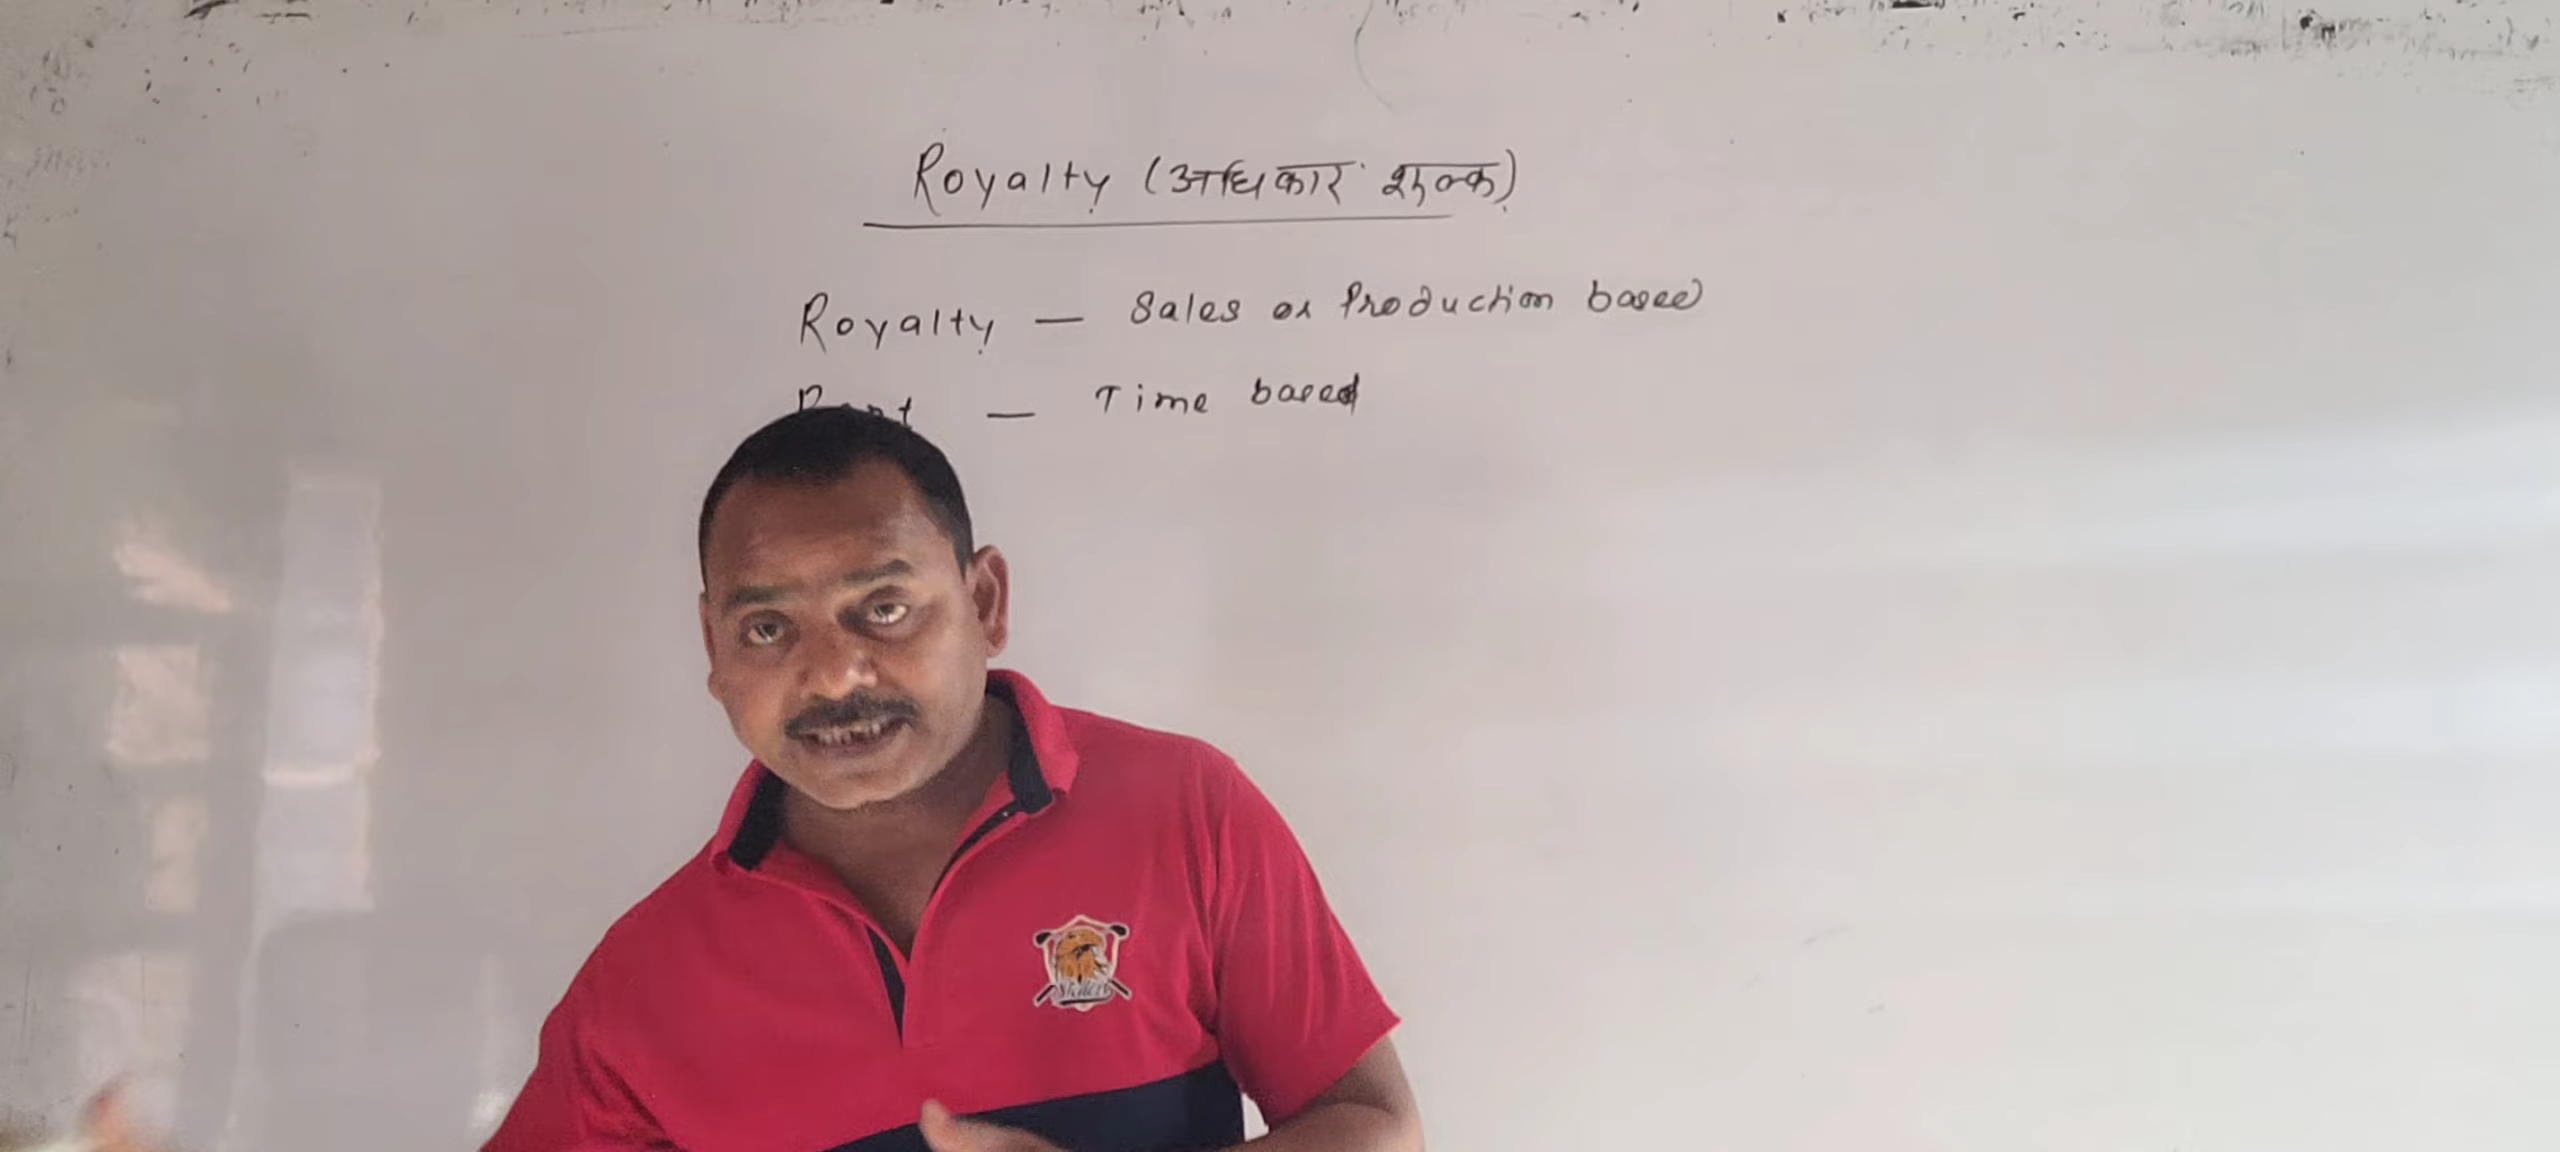 Royalty (अधिकार शुल्क)
Royalty — Sales or Production based
Rent — Time based